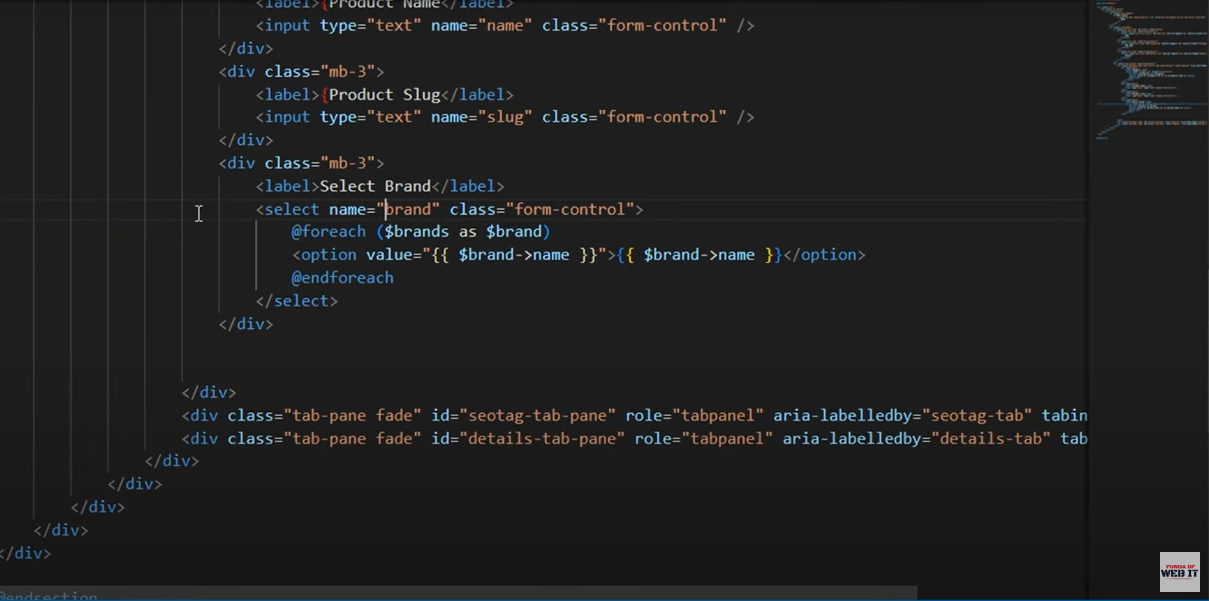 <label>{Product Name</label>
<input type="text" name="name" class="form-control" />
</div>
<div class="mb-3">
<label>{Product Slug</label>
<input type="text" name="slug" class="form-control" />
</div>
<div class="mb-3">
<label>Select Brand</label>
<select name="brand" class="form-control">
@foreach ($brands as $brand)
<option value="{{ $brand->name }}">{{ $brand->name }}</option>
@endforeach
</select>
</div>
</div>
<div class="tab-pane fade" id="seotag-tab-pane" role="tabpanel" aria-labelledby="seotag-tab" tabin
<div class="tab-pane fade" id="details-tab-pane" role="tabpanel" aria-labelledby="details-tab" tab
</div>
</div>
</div>
</div>
</div>
@endsection
FUNDA OF
WEB IT